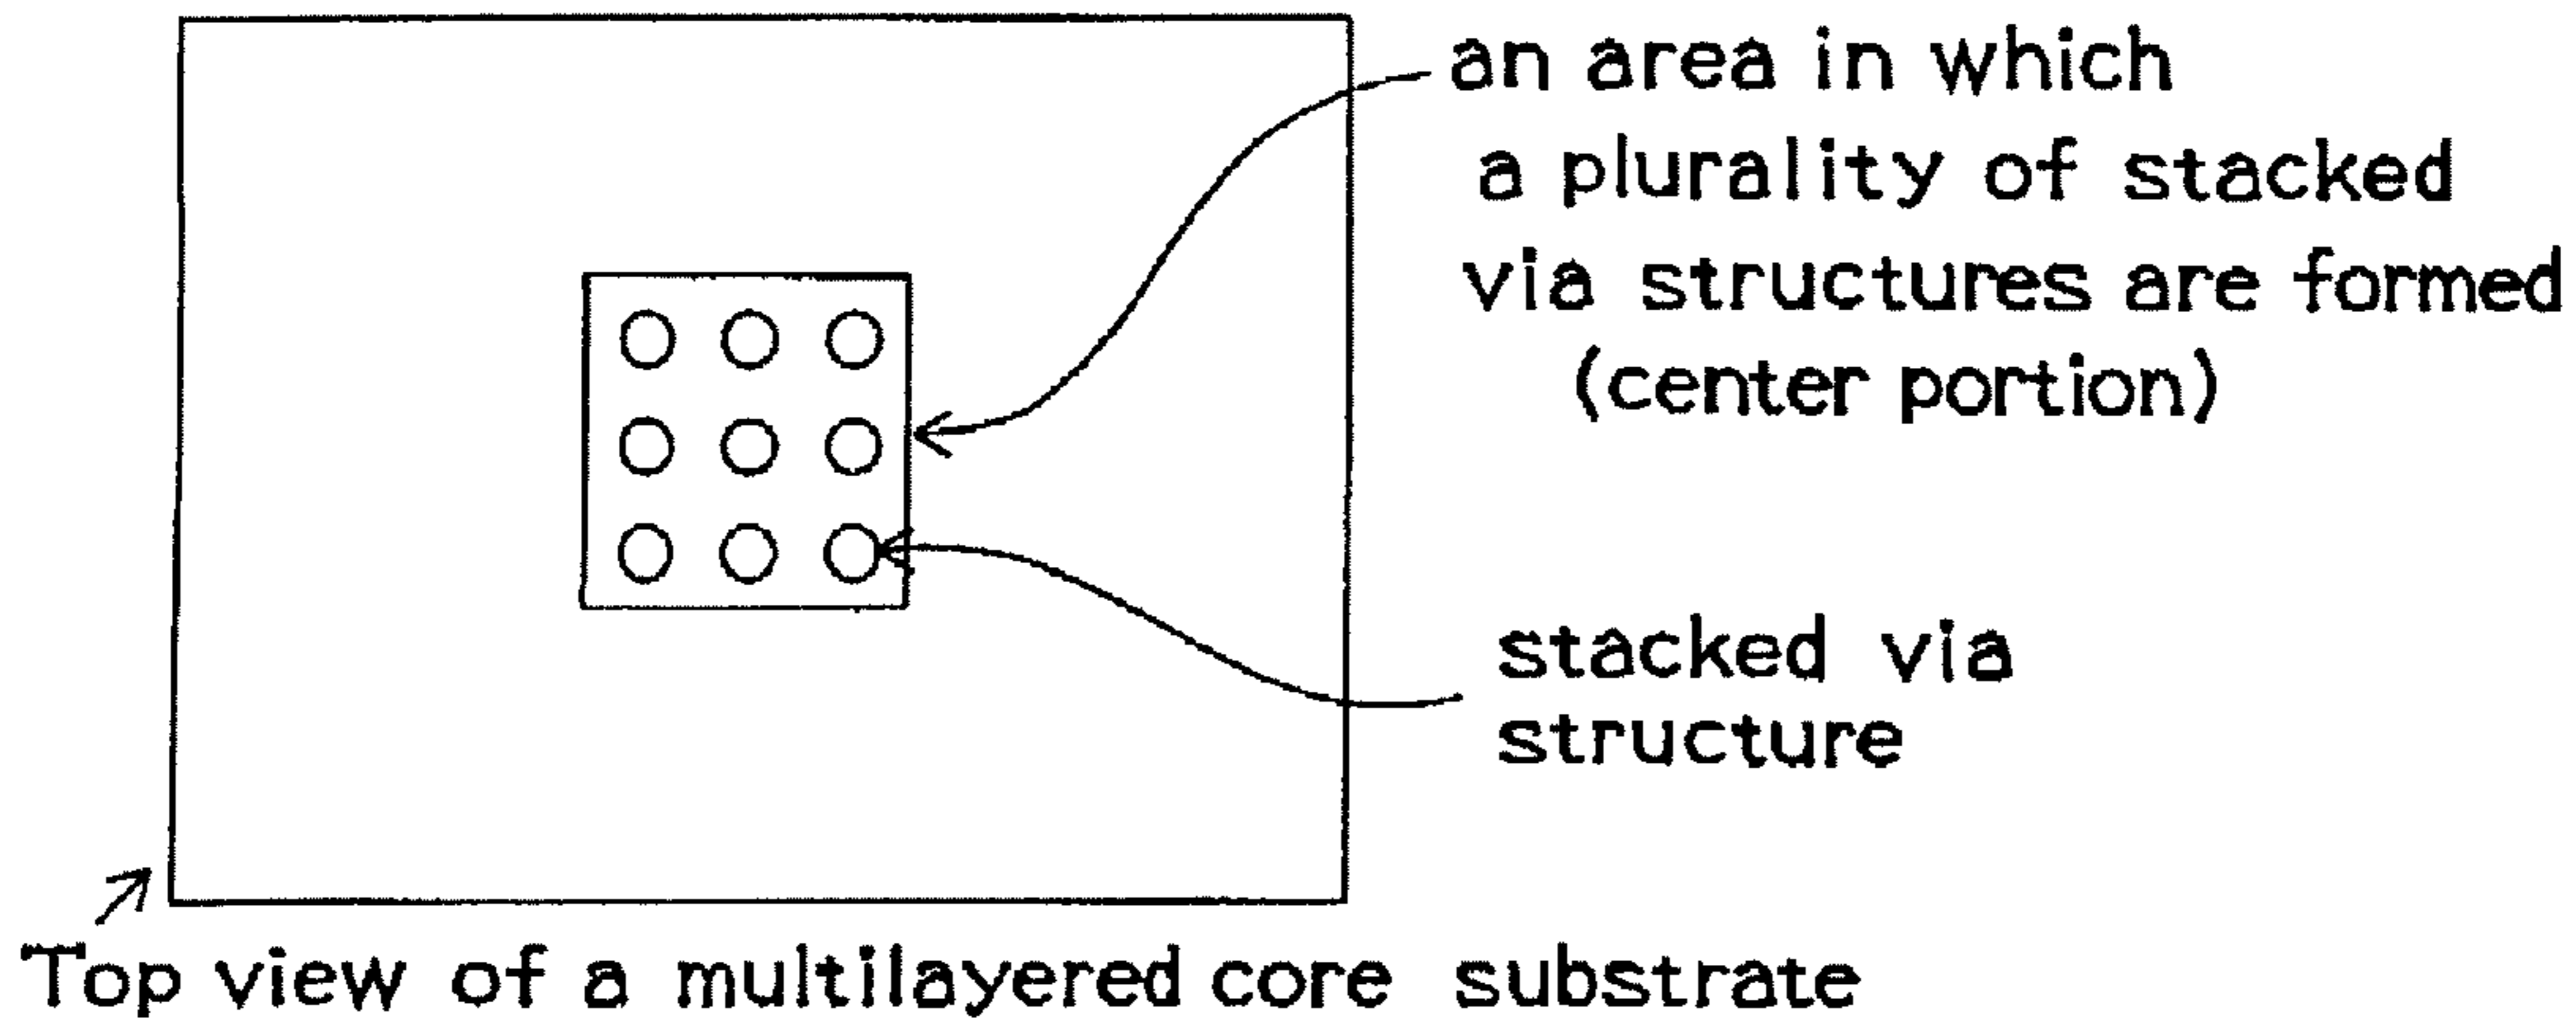 an area in which
a plurality of stacked
via structures are formed
(center portion)
stacked via
structure
Top view of a multilayered core substrate